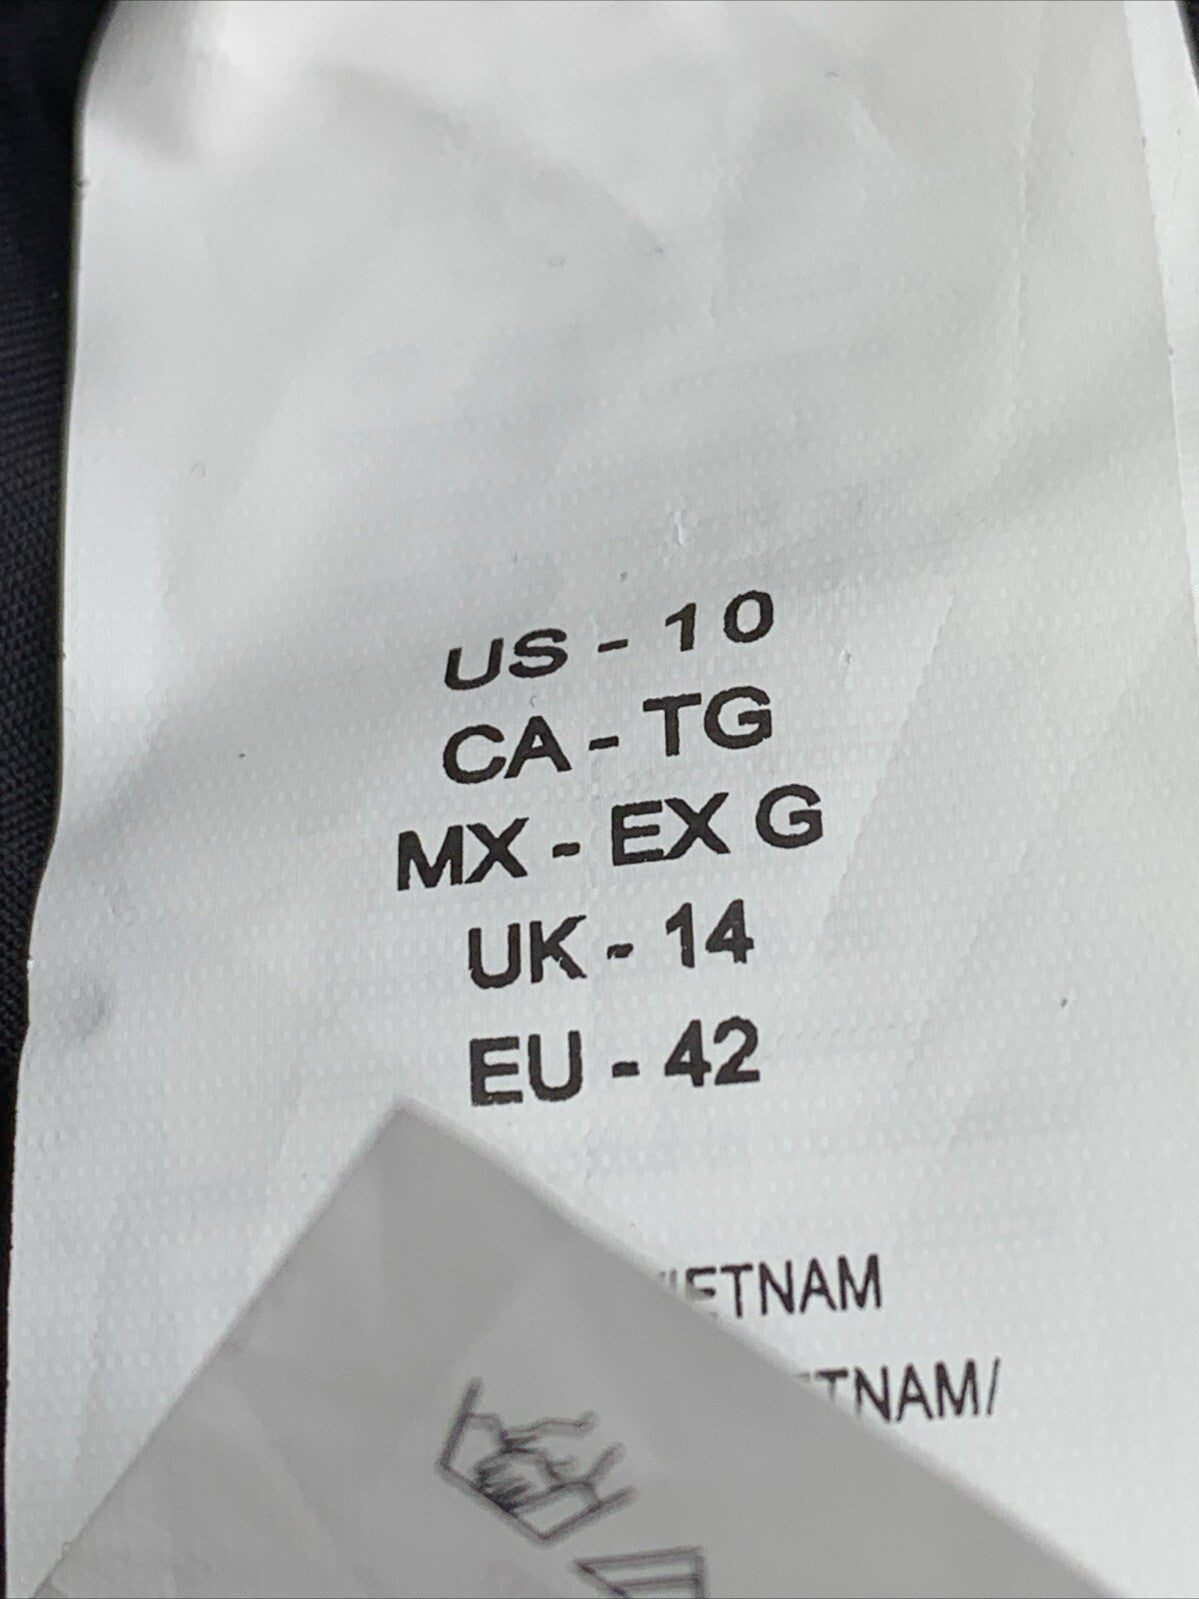 US - 10
CA - TG
MX - EX G
UK - 14
EU - 42
IETNAM
TNAM/